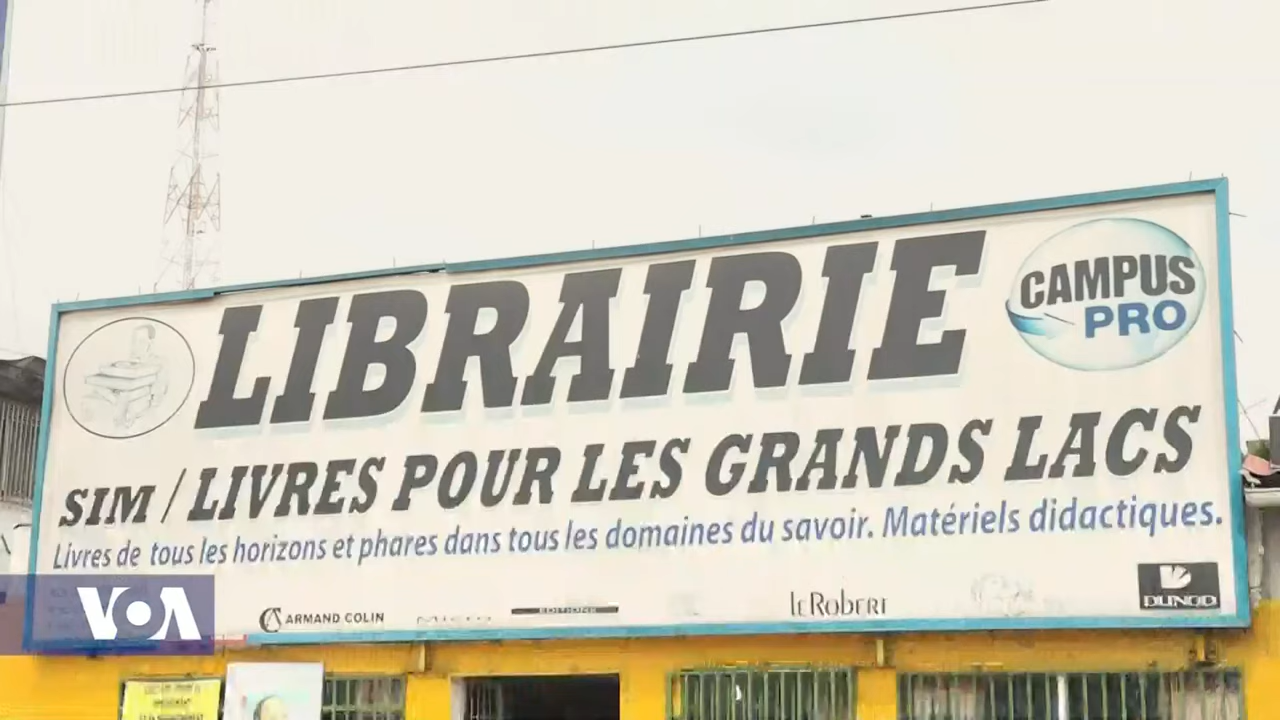 LIBRAIRIE
CAMPUS
PRO
SIM / LIVRES POUR LES GRANDS LACS
Livres de tous les horizons et phares dans tous les domaines du savoir. Matériels didactiques.
VOA
ARMAND COLIN
EDITIONS
leRobert
DUNOD